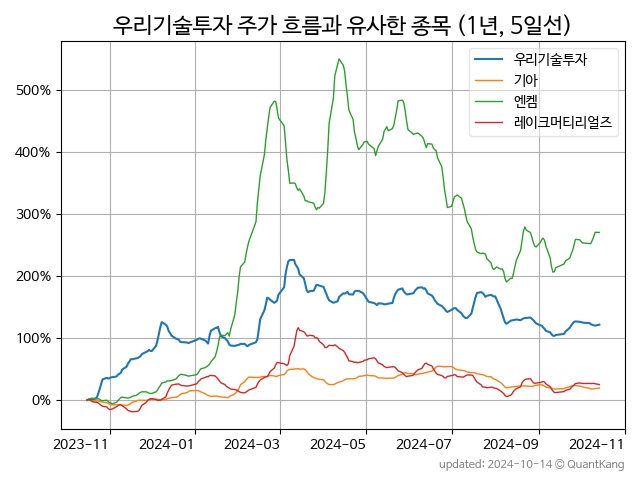 우리기술투자 주가 흐름과 유사한 종목 (1년, 5일선)
우리기술투자
기아
엔켐
레이크머티리얼즈
500%
400%
300%
200%
100%
0%
2023-11 2024-01 2024-03 2024-05 2024-07 2024-09 2024-11
updated: 2024-10-14 © QuantKang